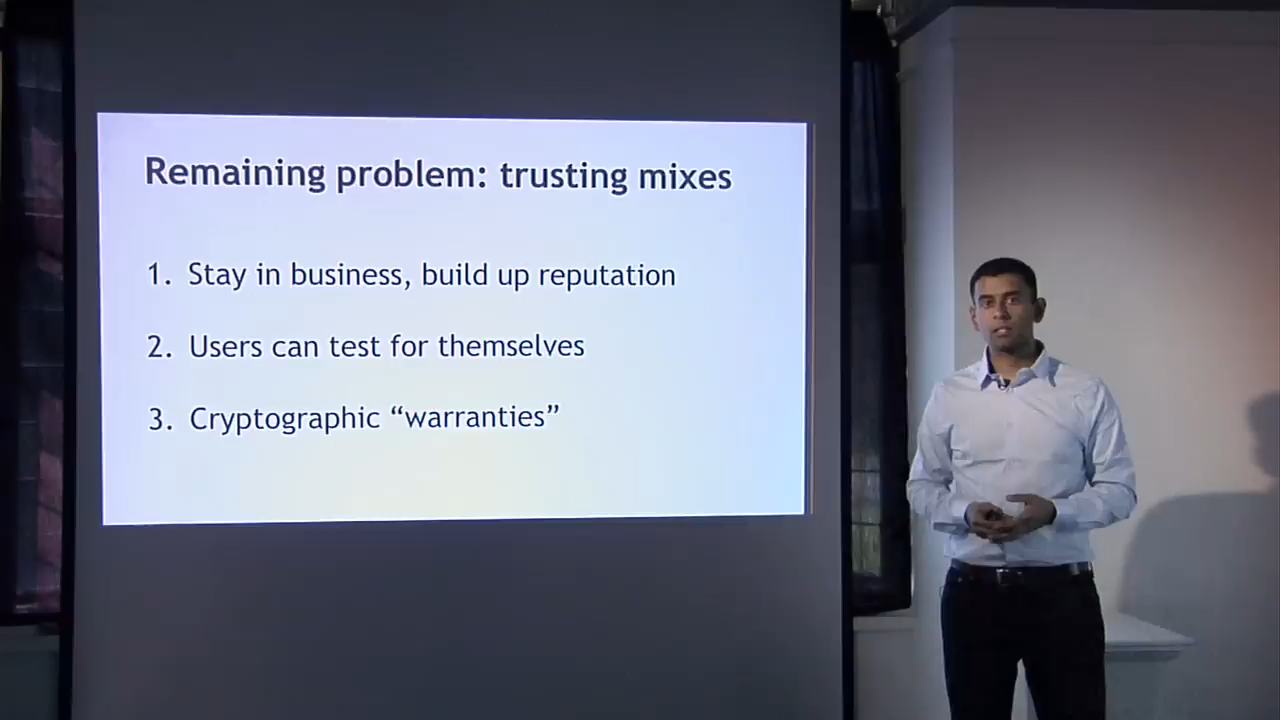 Remaining problem: trusting mixes
1. Stay in business, build up reputation
2. Users can test for themselves
3. Cryptographic “warranties”